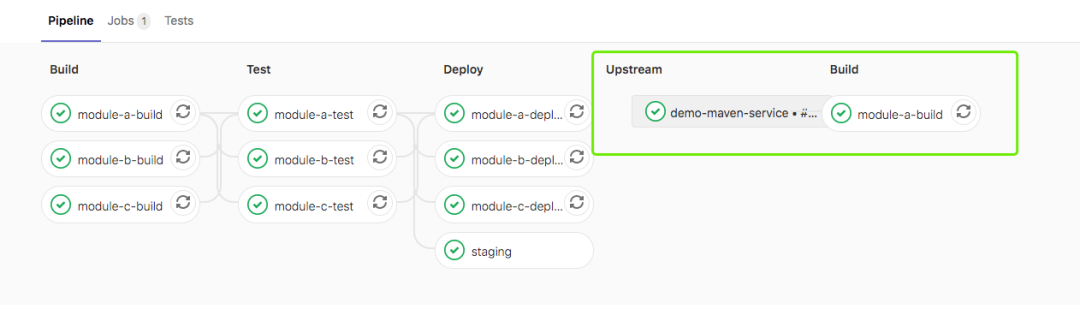 Pipeline Jobs 1 Tests
Build Test Deploy Upstream Build
module-a-build module-a-test module-a-depl... demo-maven-service • #... module-a-build
module-b-build module-b-test module-b-depl...
module-c-build module-c-test module-c-depl...
staging